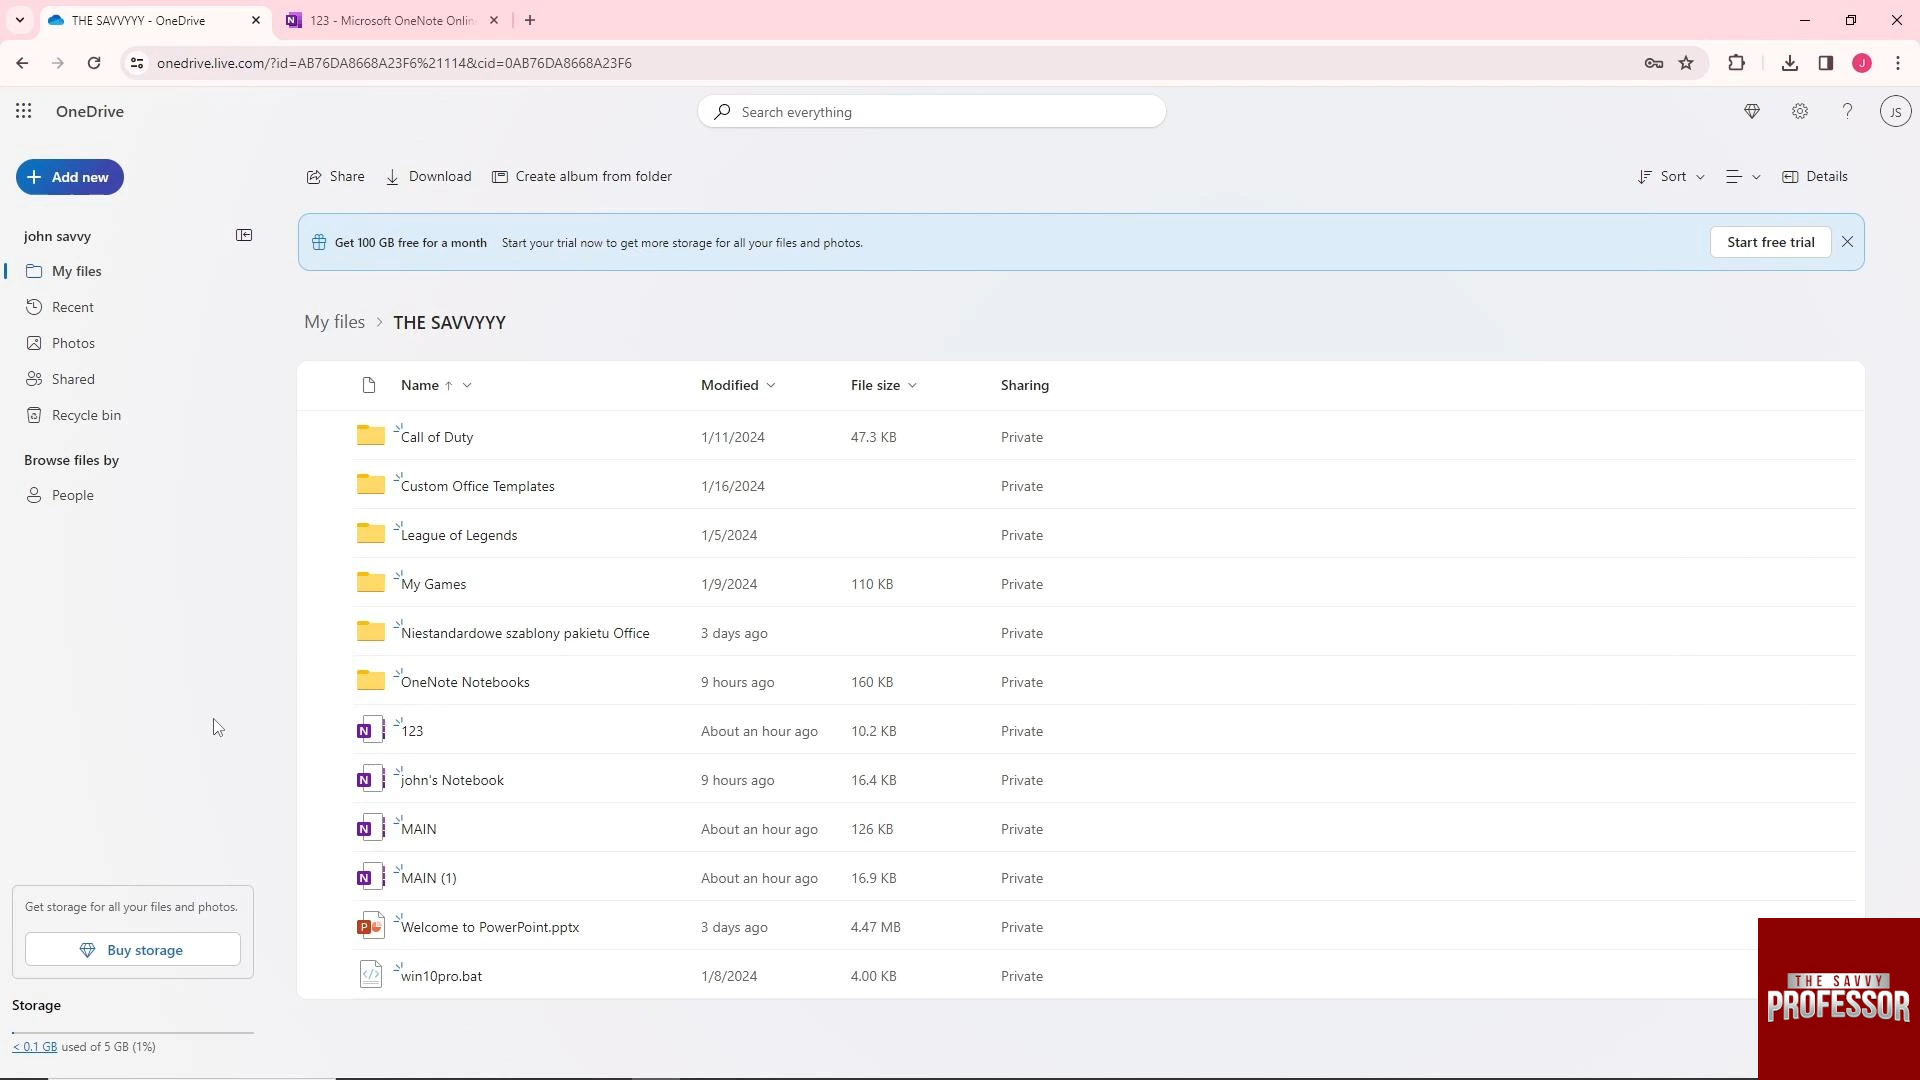 THE SAVVYYY - OneDrive
123 - Microsoft OneNote Onlin
onedrive.live.com/?id=AB76DA8668A23F6%21114&cid=0AB76DA8668A23F6
J
OneDrive
Search everything
JS
Add new
Share
Download
Create album from folder
Sort
Details
john savvy
My files
Recent
Photos
Shared
Recycle bin
Browse files by
People
Get 100 GB free for a month Start your trial now to get more storage for all your files and photos.
Start free trial
My files > THE SAVVYYY
Name Modified File size Sharing
Call of Duty 1/11/2024 47.3 KB Private
Custom Office Templates 1/16/2024 Private
League of Legends 1/5/2024 Private
My Games 1/9/2024 110 KB Private
Niestandardowe szablony pakietu Office 3 days ago Private
OneNote Notebooks 9 hours ago 160 KB Private
123 About an hour ago 10.2 KB Private
john's Notebook 9 hours ago 16.4 KB Private
MAIN About an hour ago 126 KB Private
MAIN (1) About an hour ago 16.9 KB Private
Welcome to PowerPoint.pptx 3 days ago 4.47 MB Private
win10pro.bat 1/8/2024 4.00 KB Private
Get storage for all your files and photos.
Buy storage
Storage
< 0.1 GB used of 5 GB (1%)
THE SAVVY
PROFESSOR